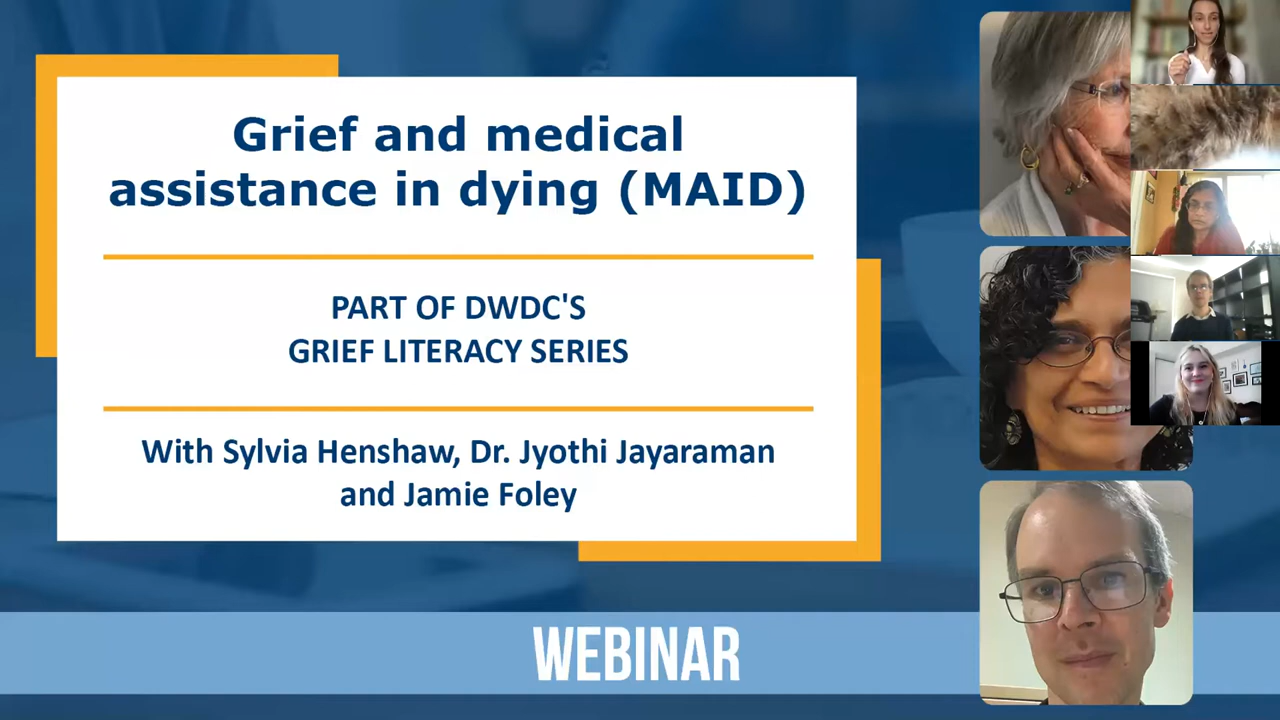 Grief and medical
assistance in dying (MAID)
PART OF DWDC'S
GRIEF LITERACY SERIES
With Sylvia Henshaw, Dr. Jyothi Jayaraman
and Jamie Foley
WEBINAR